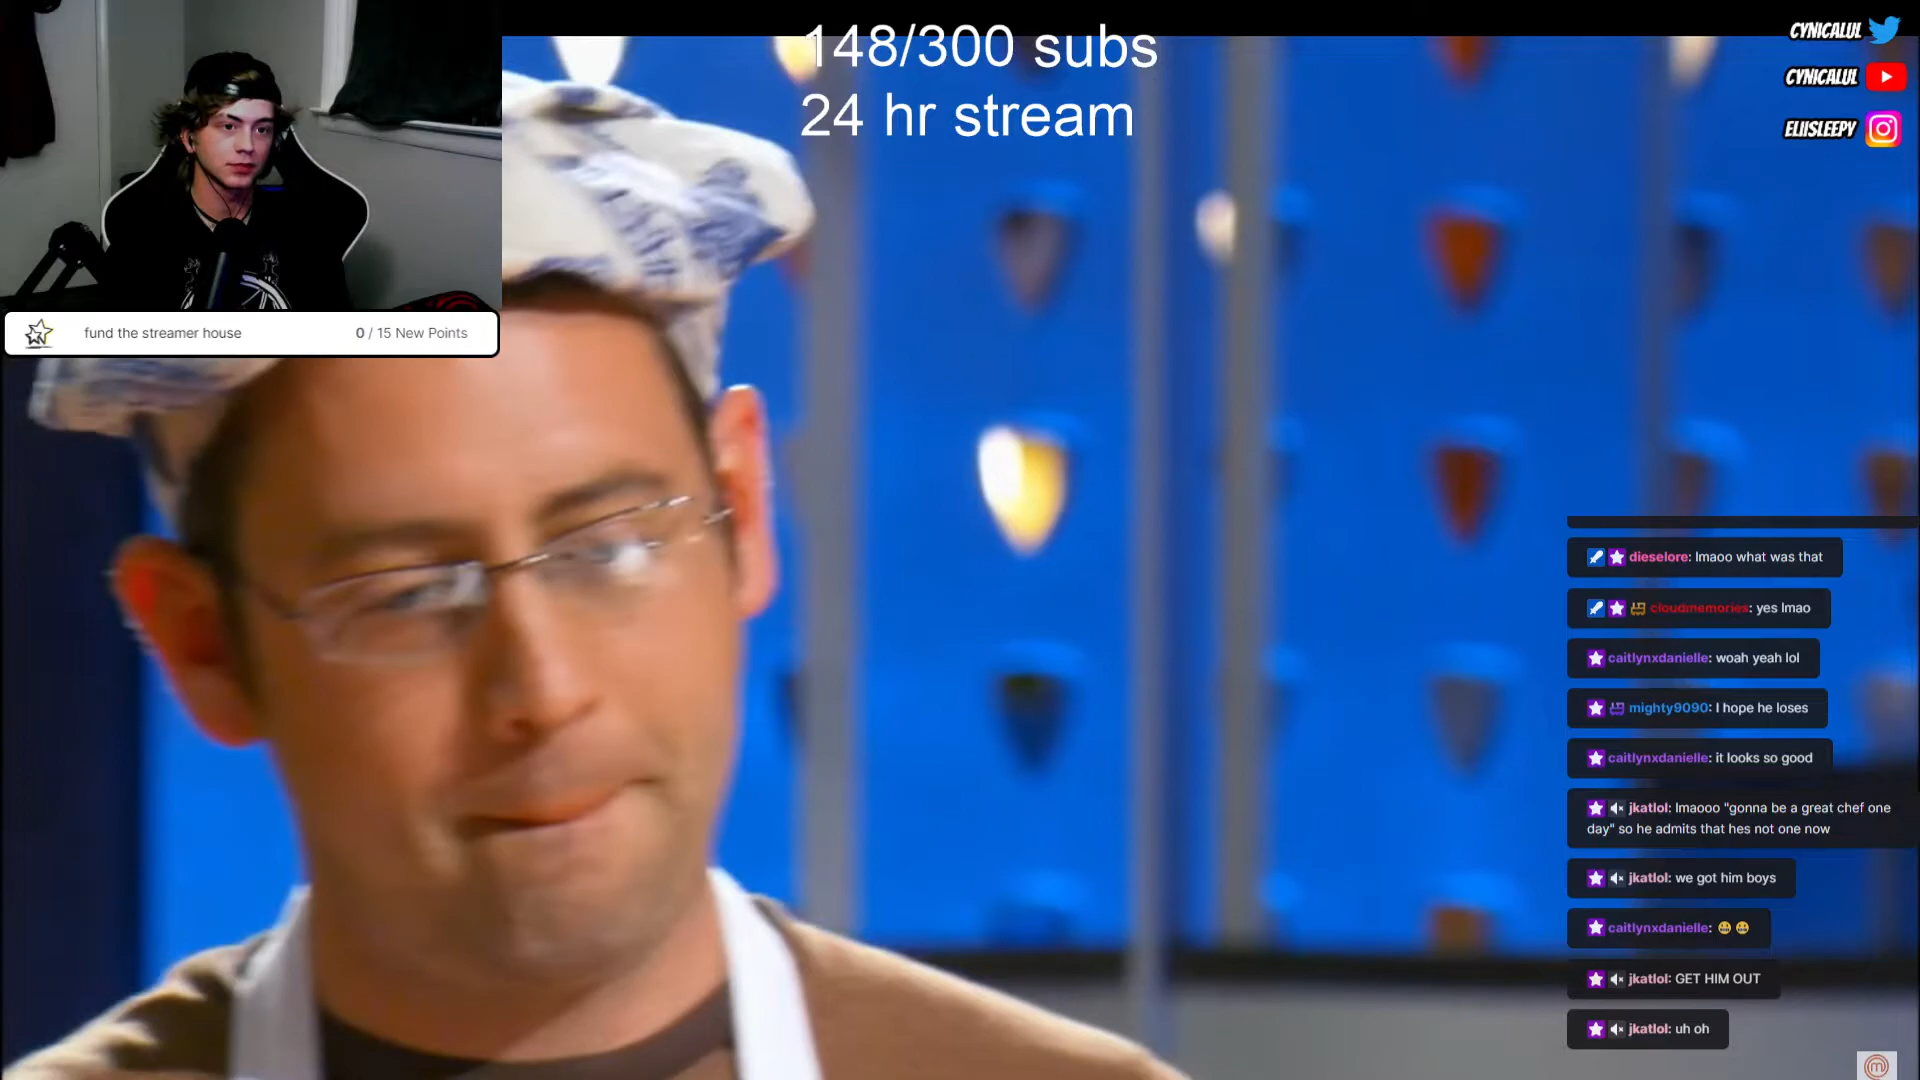 148/300 subs
24 hr stream
CYNICALUL
CYNICALUL
ELIISLEEPY
fund the streamer house 0 / 15 New Points
dieselore: lmaoo what was that
cloudmemories: yes lmao
caitlynxdanielle: woah yeah lol
mighty9090: I hope he loses
caitlynxdanielle: it looks so good
jkatlol: lmaooo "gonna be a great chef one
day" so he admits that hes not one now
jkatlol: we got him boys
caitlynxdanielle: 😬 😬
jkatlol: GET HIM OUT
jkatlol: uh oh